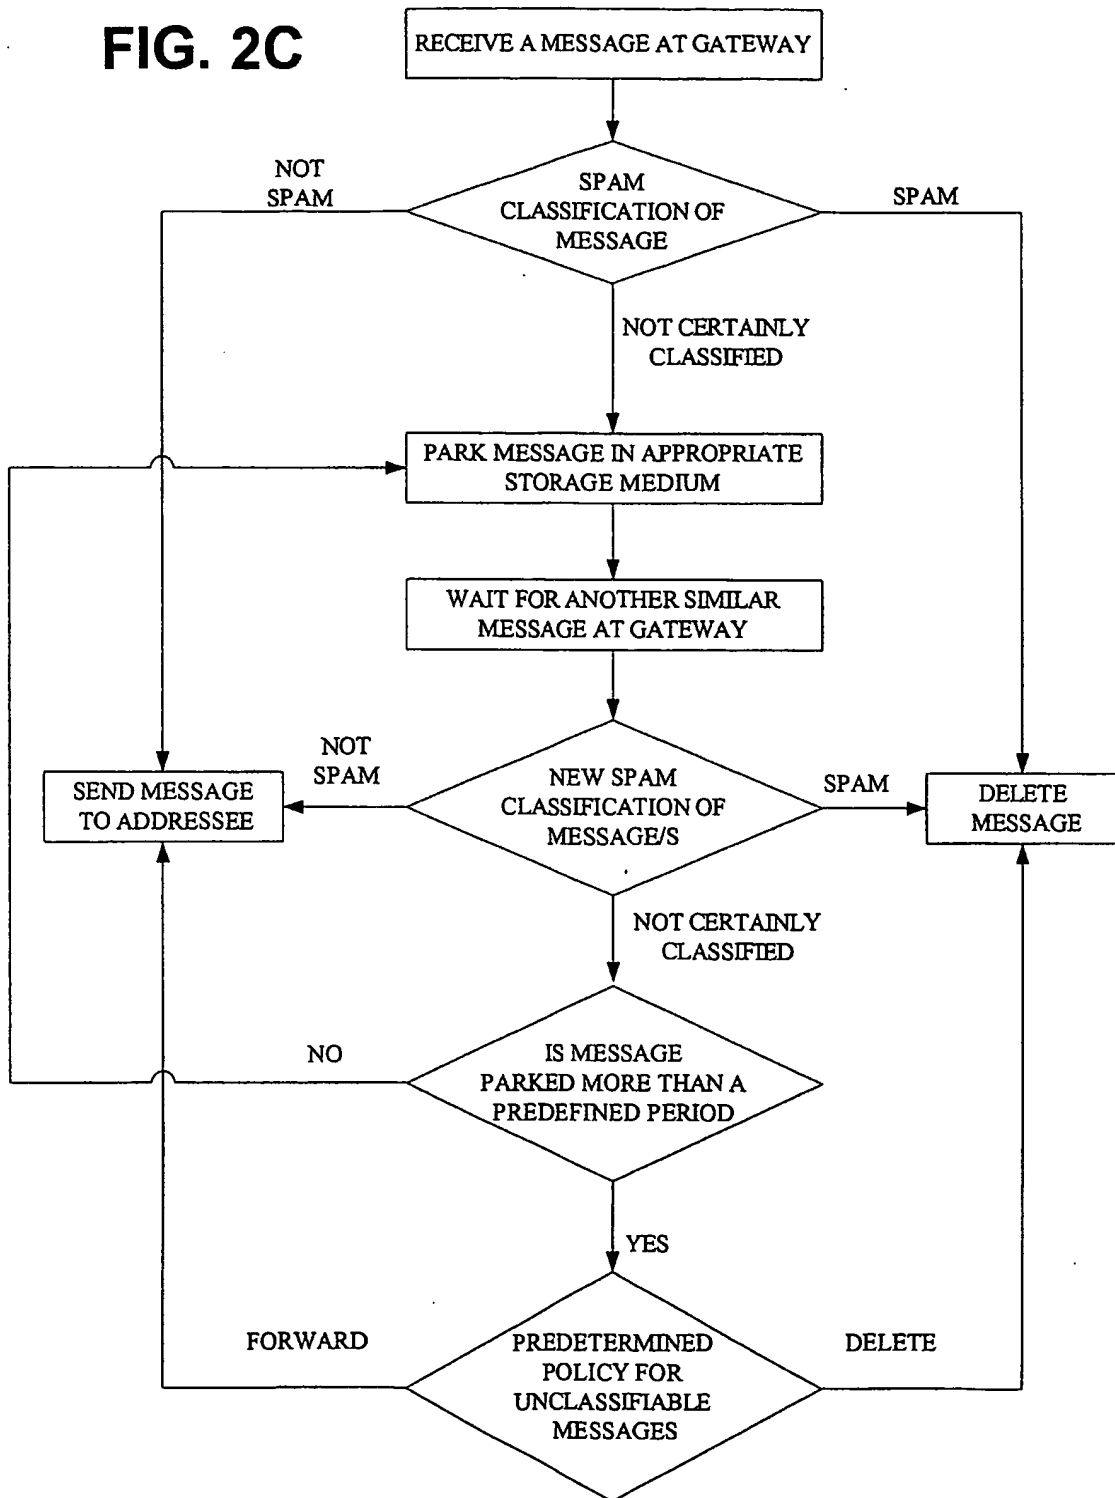 FIG. 2C
RECEIVE A MESSAGE AT GATEWAY
NOT
SPAM
SPAM
CLASSIFICATION OF
MESSAGE
SPAM
NOT CERTAINLY
CLASSIFIED
PARK MESSAGE IN APPROPRIATE
STORAGE MEDIUM
WAIT FOR ANOTHER SIMILAR
MESSAGE AT GATEWAY
SEND MESSAGE
TO ADDRESSEE
NOT
SPAM
NEW SPAM
CLASSIFICATION OF
MESSAGE/S
SPAM
DELETE
MESSAGE
NOT CERTAINLY
CLASSIFIED
NO
IS MESSAGE
PARKED MORE THAN A
PREDEFINED PERIOD
YES
FORWARD
PREDETERMINED
POLICY FOR
UNCLASSIFIABLE
MESSAGES
DELETE